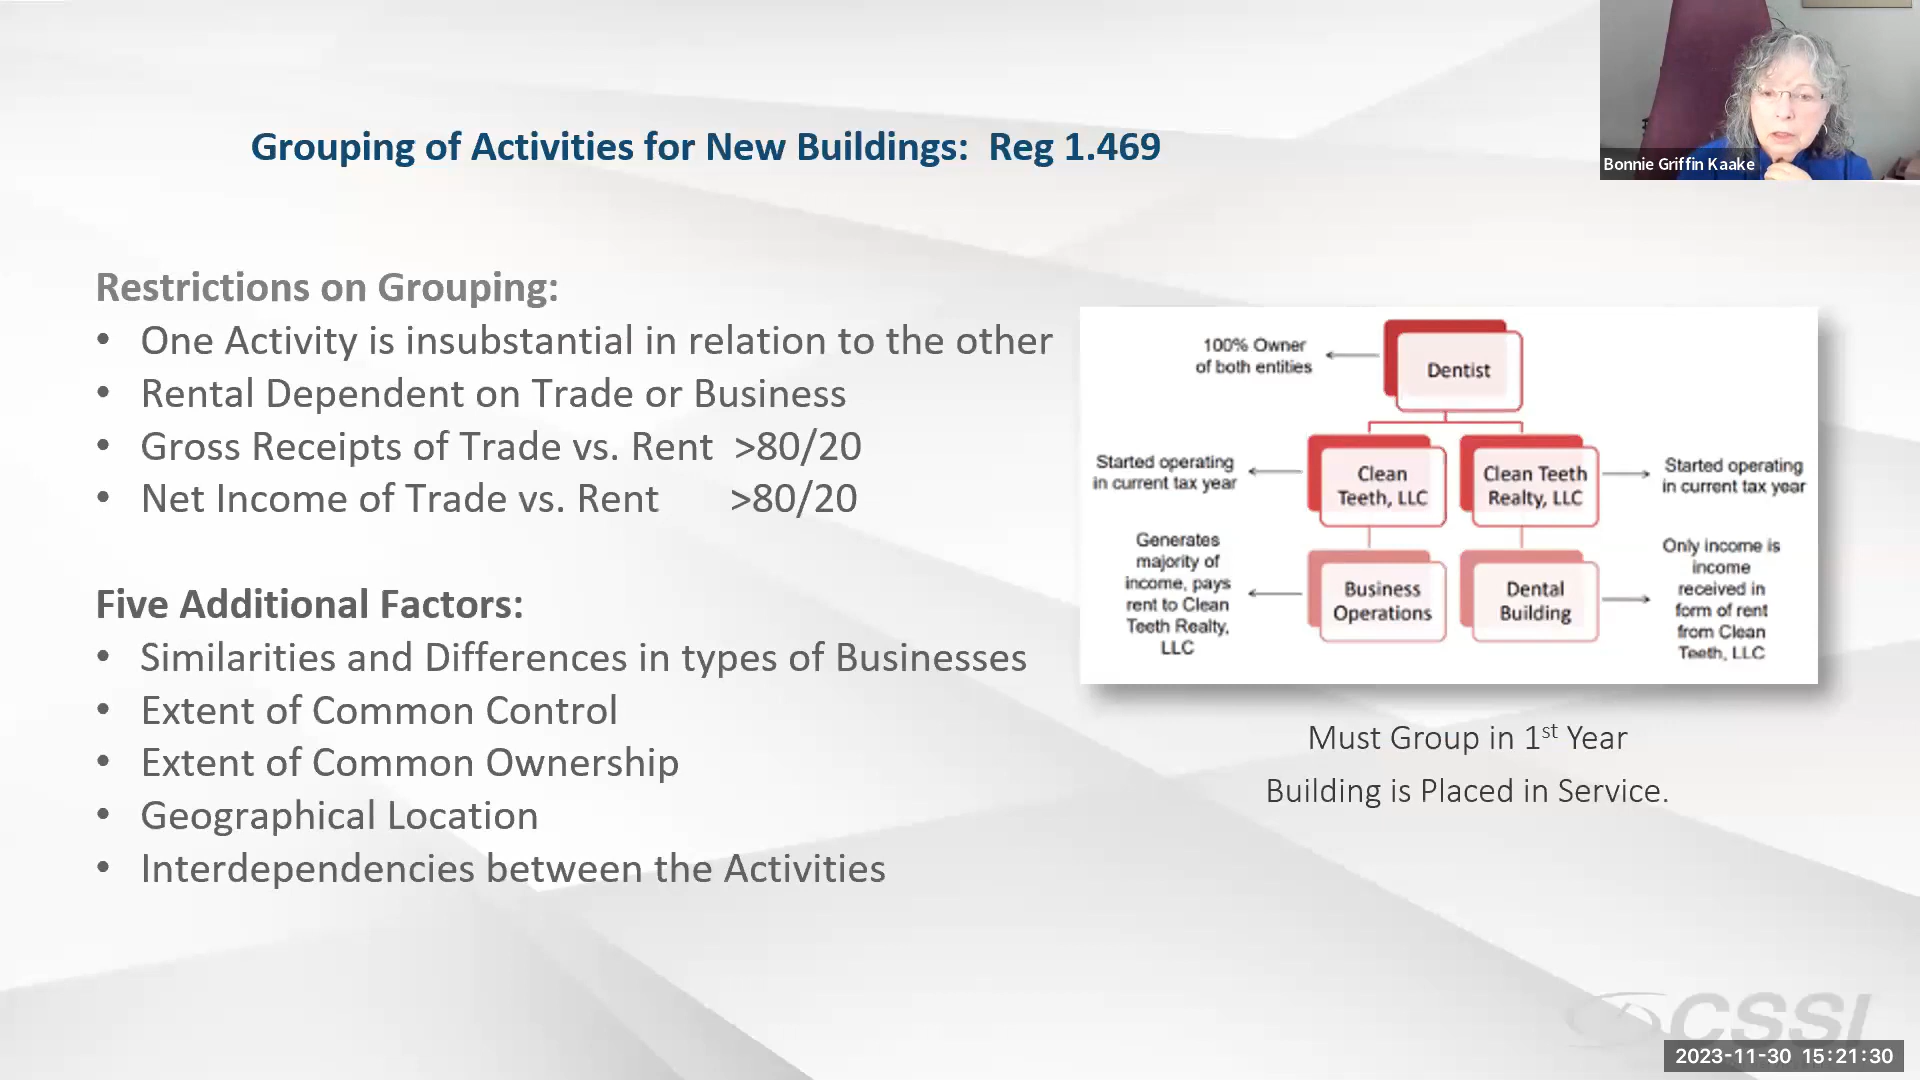 Grouping of Activities for New Buildings: Reg 1.469
Bonnie Griffin Kaake
Restrictions on Grouping:
• One Activity is insubstantial in relation to the other
• Rental Dependent on Trade or Business
• Gross Receipts of Trade vs. Rent >80/20
• Net Income of Trade vs. Rent >80/20
Five Additional Factors:
• Similarities and Differences in types of Businesses
• Extent of Common Control
• Extent of Common Ownership
• Geographical Location
• Interdependencies between the Activities
100% Owner
of both entities
Dentist
Started operating
in current tax year
Clean
Teeth, LLC
Clean Teeth
Realty, LLC
Started operating
in current tax year
Generates
majority of
income, pays
rent to Clean
Teeth Realty,
LLC
Business
Operations
Dental
Building
Only income is
income
received in
form of rent
from Clean
Teeth, LLC
Must Group in 1st Year
Building is Placed in Service.
CSSI
2023-11-30 15:21:30